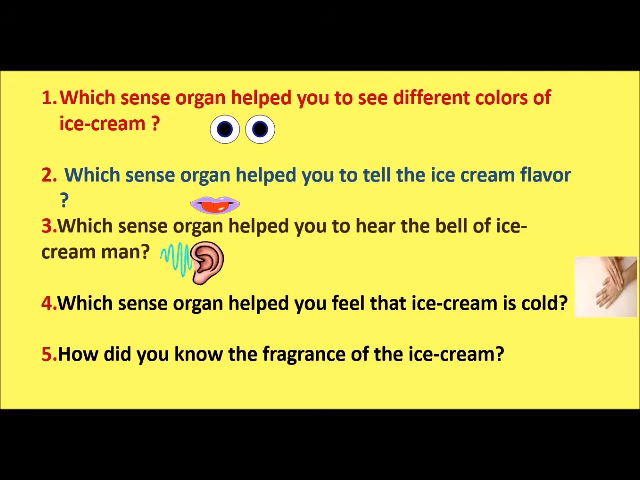 1. Which sense organ helped you to see different colors of
ice-cream ?
2. Which sense organ helped you to tell the ice cream flavor
?
3.Which sense organ helped you to hear the bell of ice-
cream man?
4.Which sense organ helped you feel that ice-cream is cold?
5.How did you know the fragrance of the ice-cream?